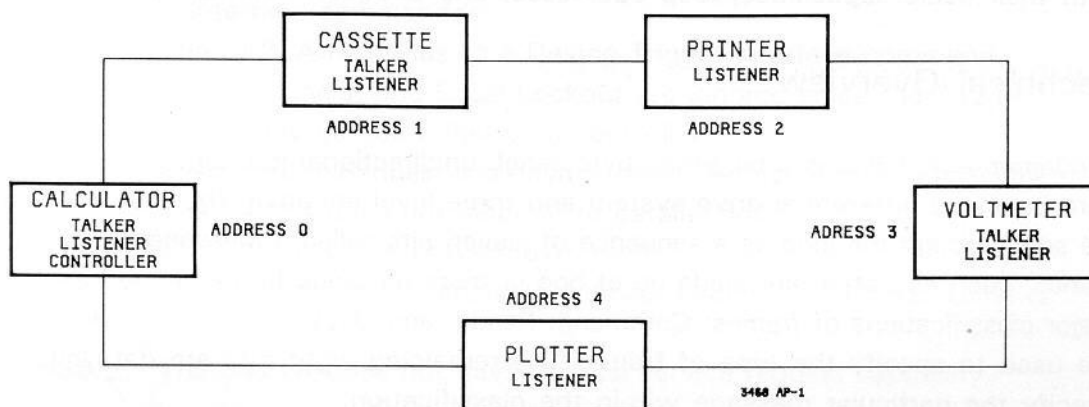 CASSETTE
TALKER
LISTENER
ADDRESS 1
PRINTER
LISTENER
ADDRESS 2
CALCULATOR
TALKER
LISTENER
CONTROLLER
ADDRESS 0
ADDRESS 3
VOLTMETER
TALKER
LISTENER
ADDRESS 4
PLOTTER
LISTENER
3468 AP-1